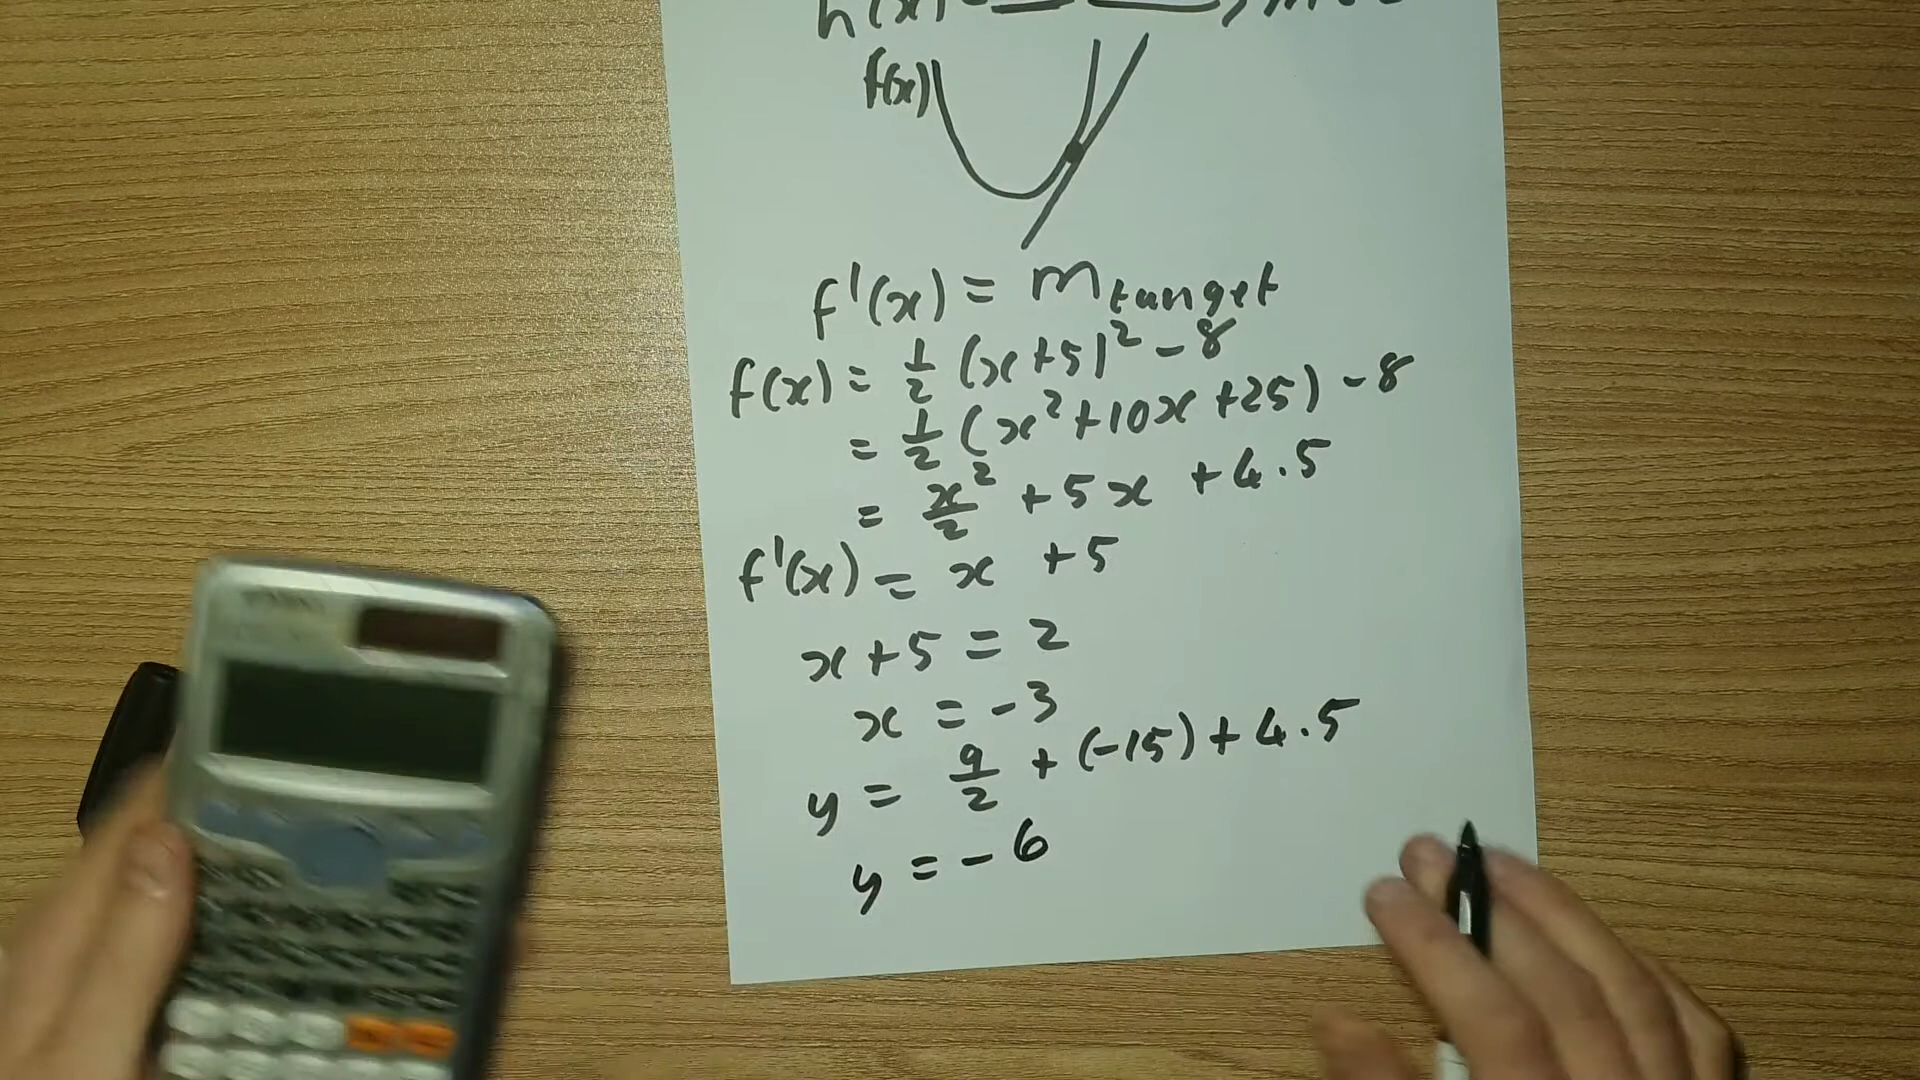 h(x)
f(x)
f'(x) = m tanget
f(x) = 1/2 (x+5)² - 8
= 1/2 (x² + 10x + 25) - 8
= x²/2 + 5x + 4.5
f'(x) = x + 5
x + 5 = 2
x = -3
y = 9/2 + (-15) + 4.5
y = -6